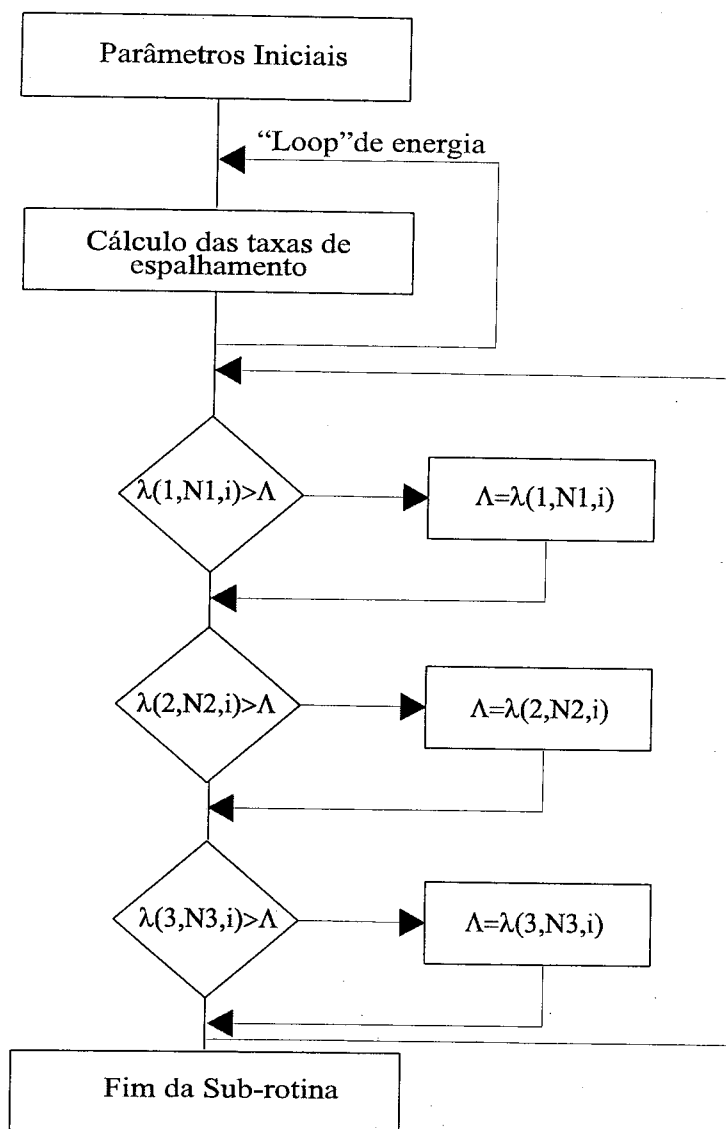 Parâmetros Iniciais
“Loop”de energia
Cálculo das taxas de
espalhamento
λ(1,N1,i)>Λ
Λ=λ(1,N1,i)
λ(2,N2,i)>Λ
Λ=λ(2,N2,i)
λ(3,N3,i)>Λ
Λ=λ(3,N3,i)
Fim da Sub-rotina